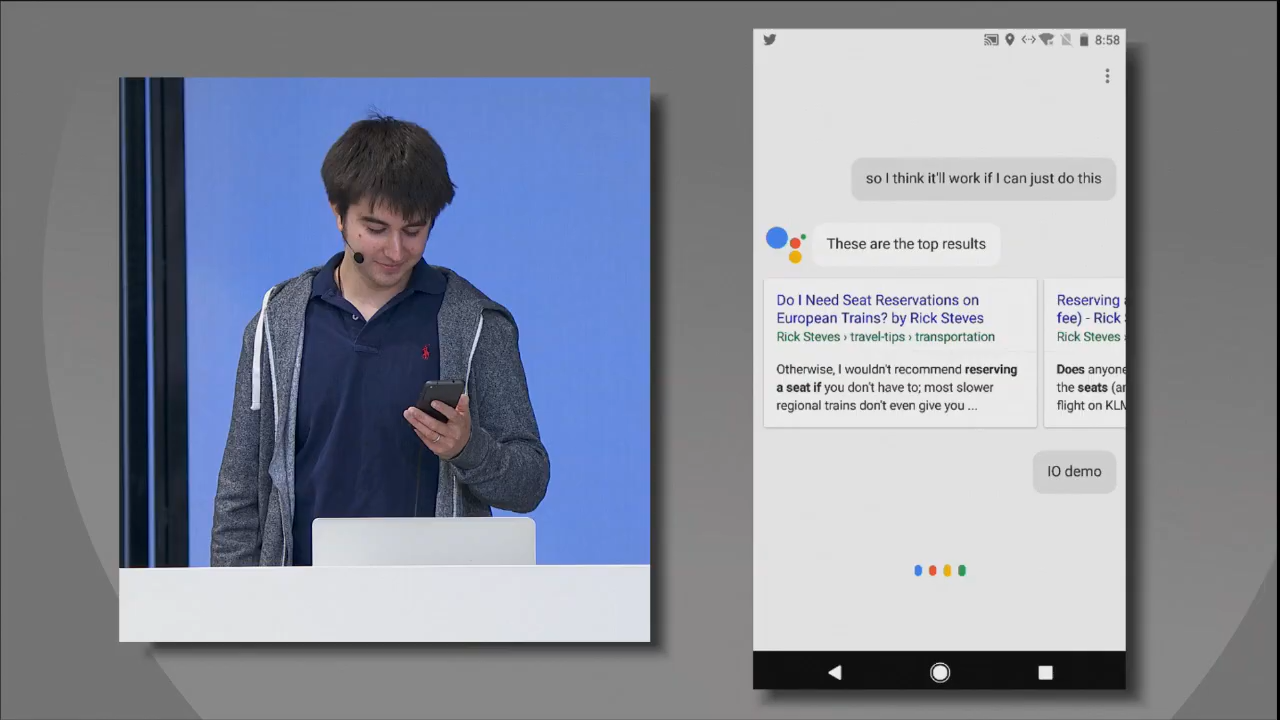 8:58
so I think it'll work if I can just do this
These are the top results
Do I Need Seat Reservations on
European Trains? by Rick Steves
Rick Steves › travel-tips › transportation
Otherwise, I wouldn't recommend reserving
a seat if you don't have to; most slower
regional trains don't even give you ...
Reserving
fee) - Rick
Rick Steves
Does anyone
the seats (a
flight on KLM
IO demo